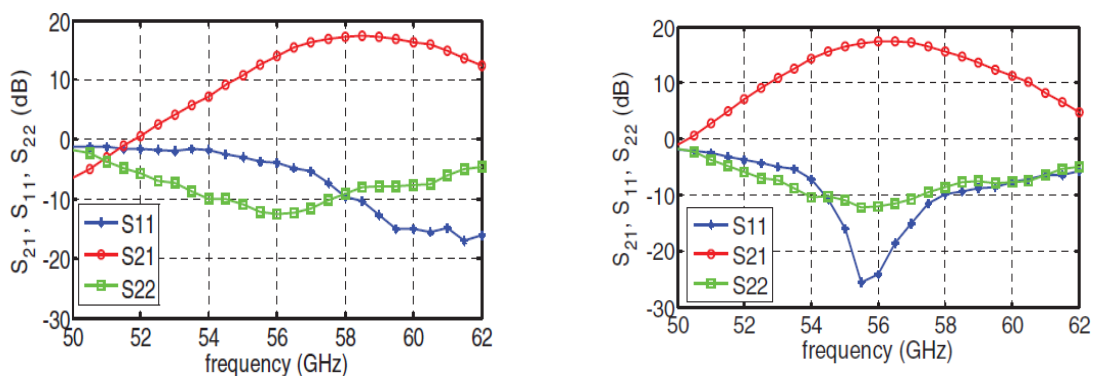 20
10
0
-10
-20
-30
S21, S11, S22 (dB)
S11
S21
S22
50 52 54 56 58 60 62
frequency (GHz)
20
10
0
-10
-20
-30
S21, S11, S22 (dB)
S11
S21
S22
50 52 54 56 58 60 62
frequency (GHz)